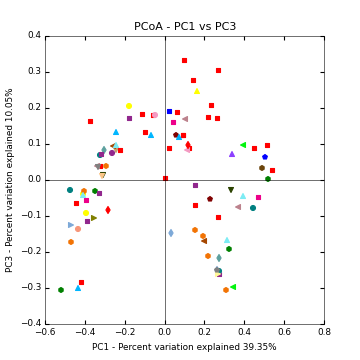 PCoA - PC1 vs PC3
PC3 - Percent variation explained 10.05%
0.4
0.3
0.2
0.1
0.0
−0.1
−0.2
−0.3
−0.4
−0.6 −0.4 −0.2 0.0 0.2 0.4 0.6 0.8
PC1 - Percent variation explained 39.35%